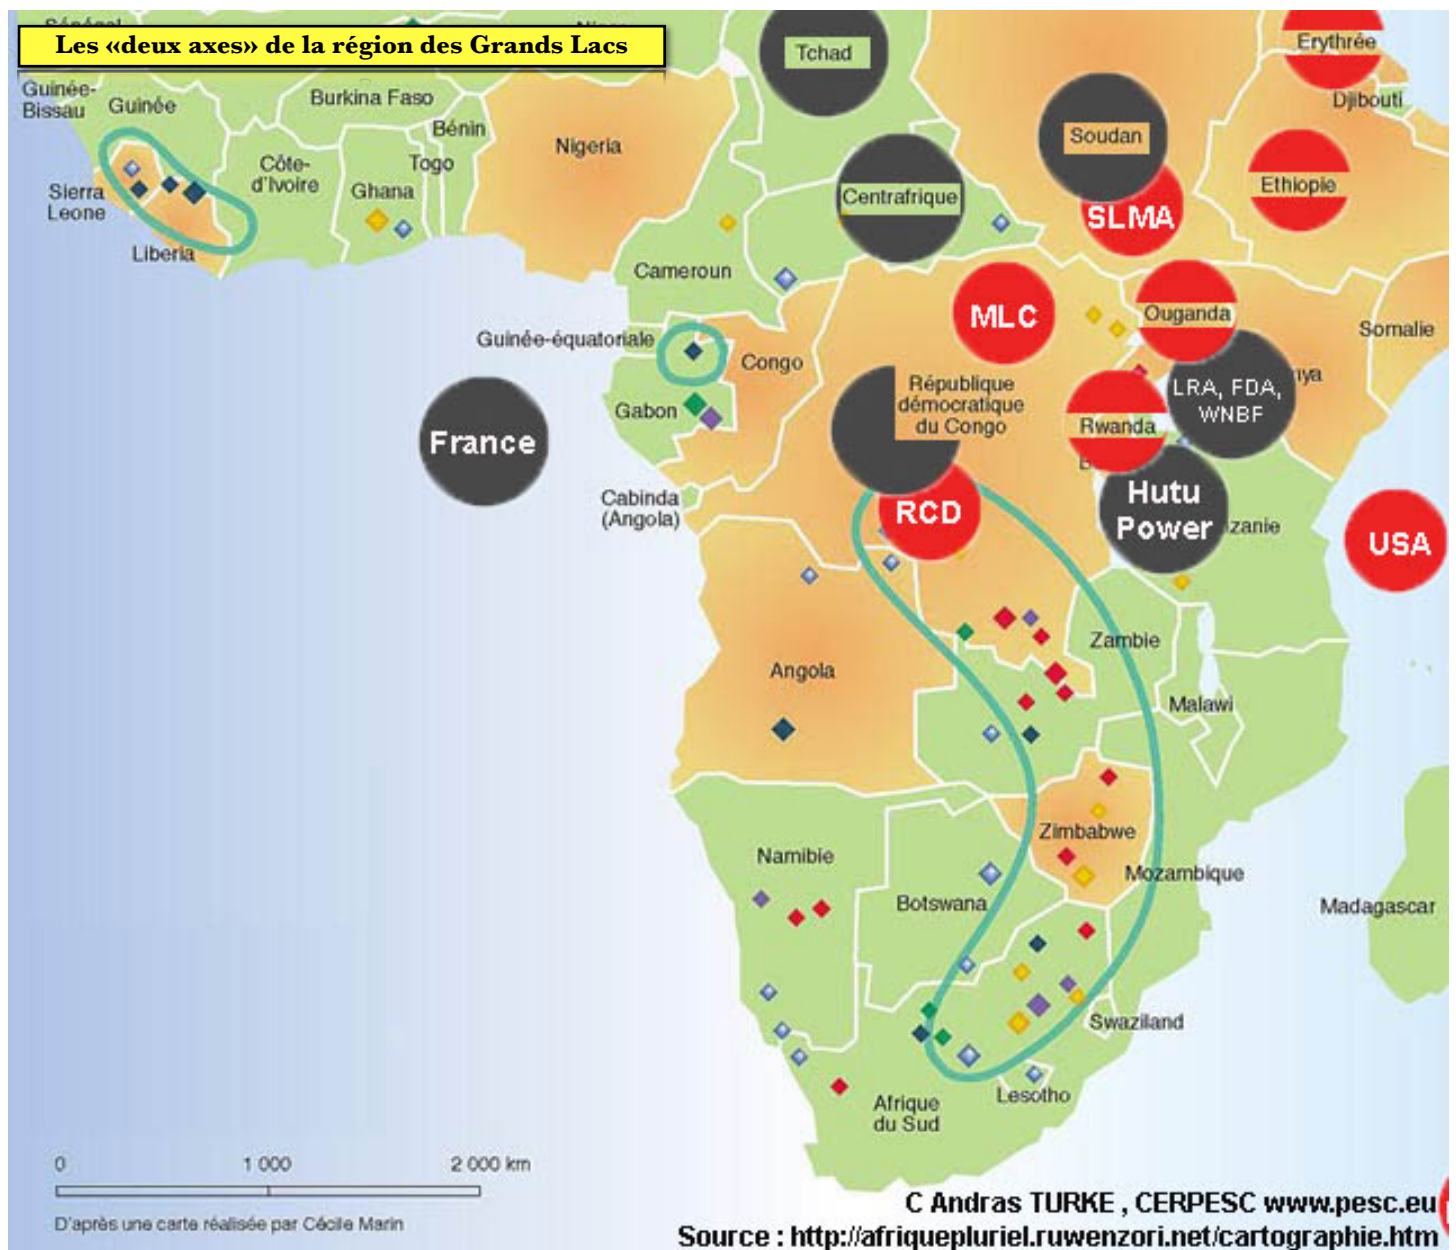 Les «deux axes» de la région des Grands Lacs
Tchad
Erythrée
Djibouti
Guinée-
Bissau
Guinée
Burkina Faso
Bénin
Togo
Côte-
d'Ivoire
Ghana
Nigeria
Sierra
Leone
Liberia
Soudan
SLMA
Ethiopie
Centrafrique
Cameroun
MLC
Ouganda
Somalie
Guinée-équatoriale
Congo
Gabon
République
démocratique
du Congo
Rwanda
LRA, FDA,
WNBF
France
Cabinda
(Angola)
RCD
Hutu
Power
USA
Angola
Zambie
Malawi
Zimbabwe
Mozambique
Namibie
Botswana
Madagascar
Swaziland
Lesotho
Afrique
du Sud
0 1 000 2 000 km
D'après une carte réalisée par Cécile Marin
C Andras TURKE , CERPESC www.pesc.eu
Source : http://afriquepluriel.ruwenzori.net/cartographie.htm